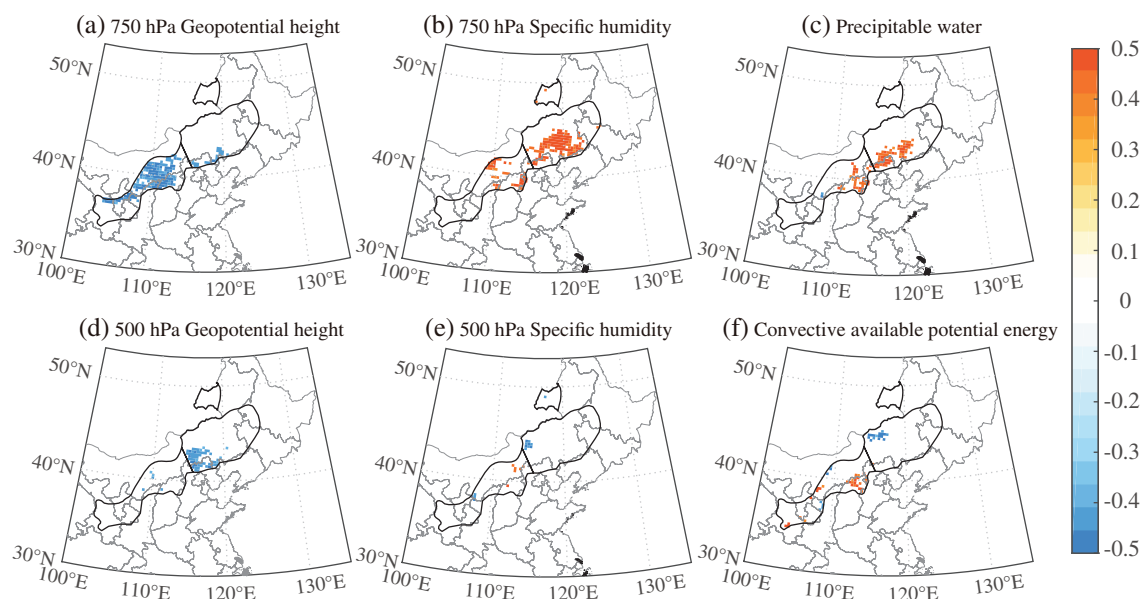 (a) 750 hPa Geopotential height
(b) 750 hPa Specific humidity
(c) Precipitable water
50°N
40°N
30°N
100°E
110°E
120°E
130°E
50°N
40°N
30°N
100°E
110°E
120°E
130°E
50°N
40°N
30°N
100°E
110°E
120°E
130°E
(d) 500 hPa Geopotential height
(e) 500 hPa Specific humidity
(f) Convective available potential energy
50°N
40°N
30°N
100°E
110°E
120°E
130°E
50°N
40°N
30°N
100°E
110°E
120°E
130°E
50°N
40°N
30°N
100°E
110°E
120°E
130°E
0.5
0.4
0.3
0.2
0.1
0
-0.1
-0.2
-0.3
-0.4
-0.5